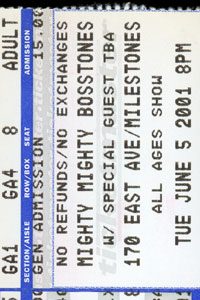 GA1 GA4 8 ADULT
SECTION/AISLE ROW/BOX SEAT ADMISSION
GEN ADMISSION 15.00
NO REFUNDS/NO EXCHANGES
MIGHTY MIGHTY BOSSTONES
W/ SPECIAL GUEST TBA
170 EAST AVE/MILESTONES
ALL AGES SHOW
TUE JUNE 5 2001 8PM